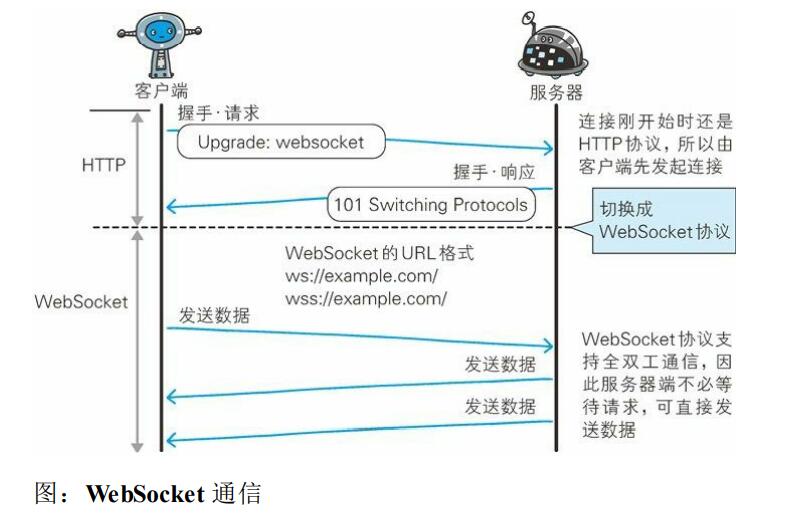 客户端
服务器
握手·请求
Upgrade: websocket
连接刚开始时还是
HTTP协议，所以由
客户端先发起连接
HTTP
握手·响应
101 Switching Protocols
切换成
WebSocket协议
WebSocket的URL格式
ws://example.com/
wss://example.com/
WebSocket
发送数据
WebSocket协议支
持全双工通信，因
此服务器端不必等
待请求，可直接发
送数据
发送数据
发送数据
图：WebSocket 通信